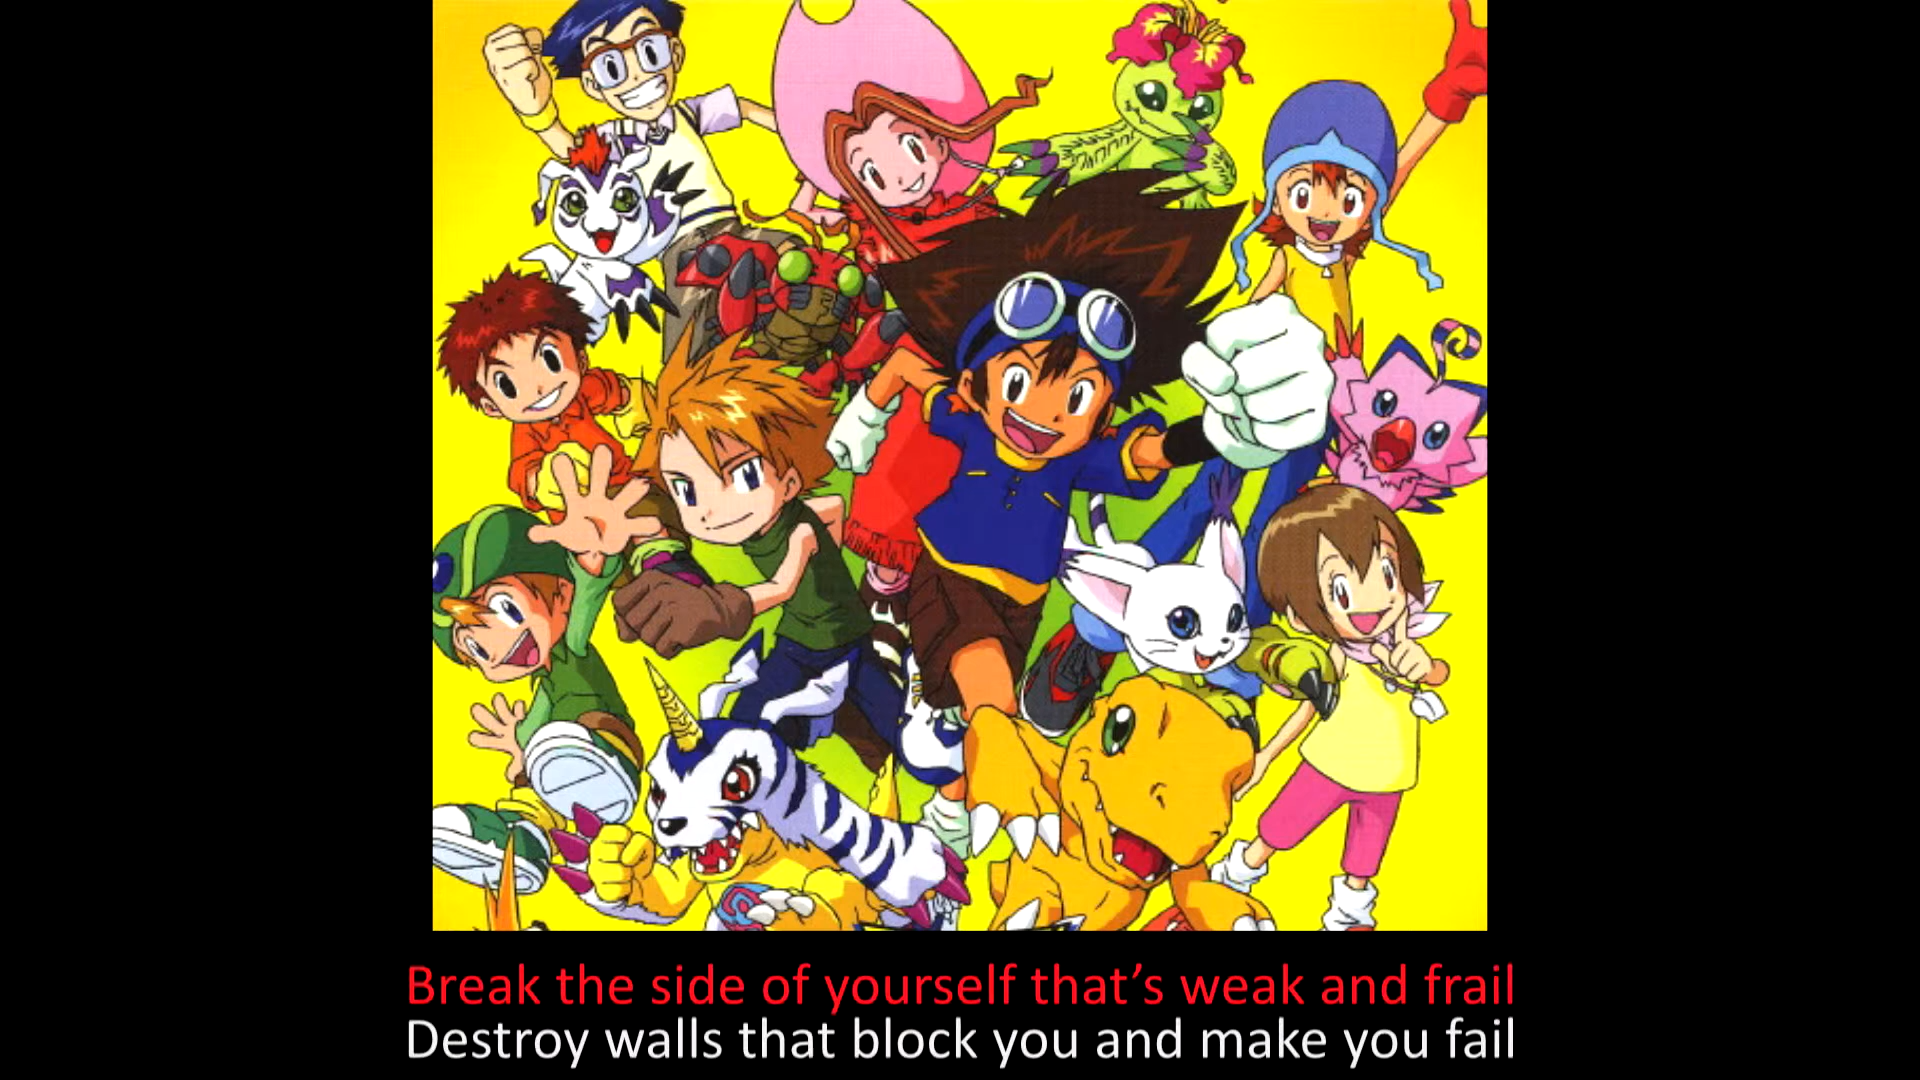 Break the side of yourself that’s weak and frail
Destroy walls that block you and make you fail